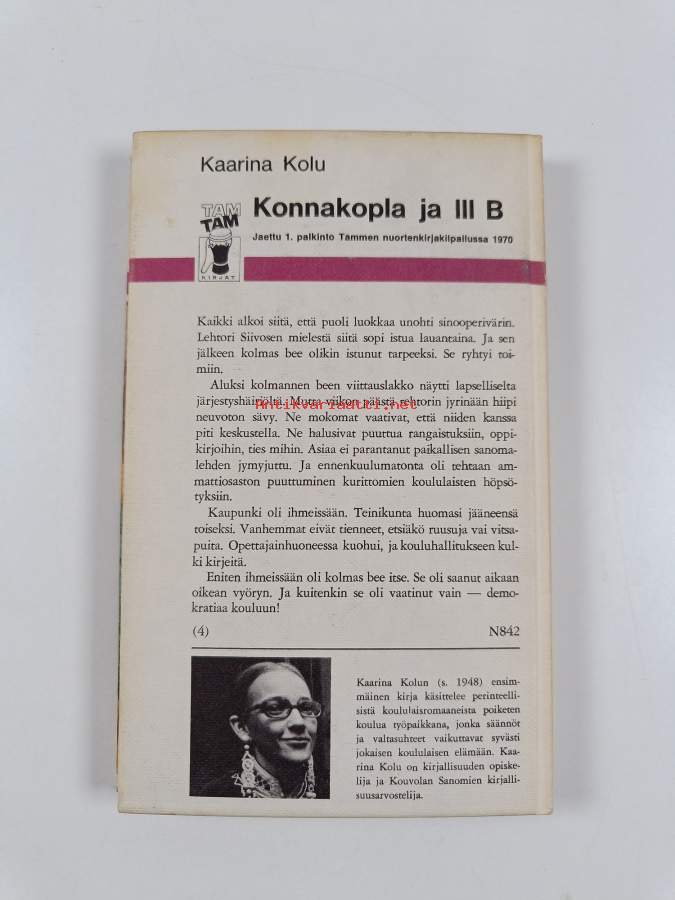 Kaarina Kolu
TAM
TAM
KIRJAT
Konnakopla ja III B
Jaettu 1. palkinto Tammen nuortenkirjakilpailussa 1970
Kaikki alkoi siitä, että puoli luokkaa unohti sinooperivärin.
Lehtori Siivosen mielestä siitä sopi istua lauantaina. Ja sen
jälkeen kolmas bee olikin istunut tarpeeksi. Se ryhtyi toi-
miin.
Aluksi kolmannen been viittauslakko näytti lapselliselta
järjestyshäiriöltä. Mutta viikon päästä rehtorin jyrinään hiipi
Antikvariaatti.net
neuvoton sävy. Ne mokomat vaativat, että niiden kanssa
piti keskustella. Ne halusivat puuttua rangaistuksiin, oppi-
kirjoihin, ties mihin. Asiaa ei parantanut paikallisen sanoma-
lehden jymyjuttu. Ja ennenkuulumatonta oli tehtaan am-
mattiosaston puuttuminen kurittomien koululaisten höpsö-
tyksiin.
Kaupunki oli ihmeissään. Teinikunta huomasi jääneensä
toiseksi. Vanhemmat eivät tienneet, etsiäkö ruusuja vai vitsa-
puita. Opettajainhuoneessa kuohui, ja kouluhallitukseen kul-
ki kirjeitä.
Eniten ihmeissään oli kolmas bee itse. Se oli saanut aikaan
oikean vyöryn. Ja kuitenkin se oli vaatinut vain — demo-
kratiaa kouluun!
(4) N842
Kaarina Kolun (s. 1948) ensim-
mäinen kirja käsittelee perinteelli-
sistä koululaisromaaneista poiketen
koulua työpaikkana, jonka säännöt
ja valtasuhteet vaikuttavat syvästi
jokaisen koululaisen elämään. Kaa-
rina Kolu on kirjallisuuden opiske-
lija ja Kouvolan Sanomien kirjalli-
suusarvostelija.